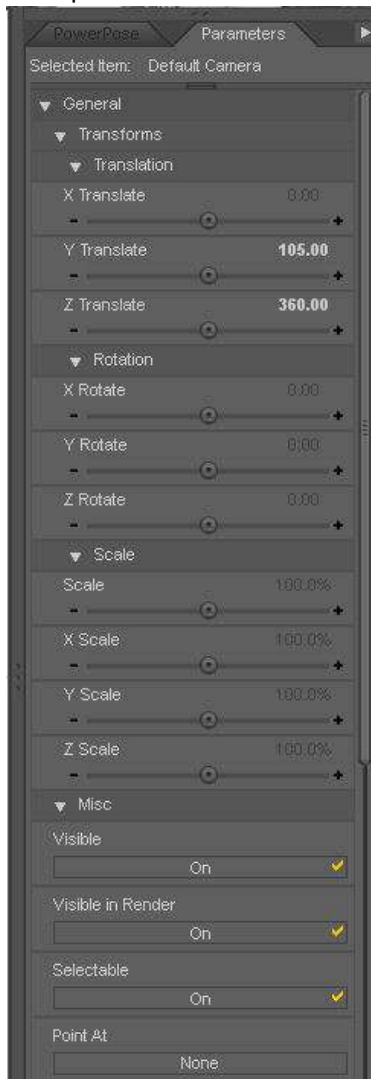 PowerPose Parameters
Selected Item: Default Camera
General
Transforms
Translation
X Translate 0.00
- +
Y Translate 105.00
- +
Z Translate 360.00
- +
Rotation
X Rotate 0.00
- +
Y Rotate 0.00
- +
Z Rotate 0.00
- +
Scale
Scale 100.0%
- +
X Scale 100.0%
- +
Y Scale 100.0%
- +
Z Scale 100.0%
- +
Misc
Visible
On
Visible in Render
On
Selectable
On
Point At
None